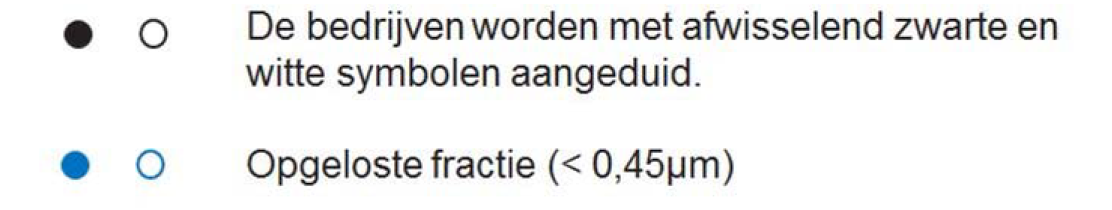 De bedrijven worden met afwisselend zwarte en
witte symbolen aangeduid.
Opgeloste fractie (< 0,45µm)